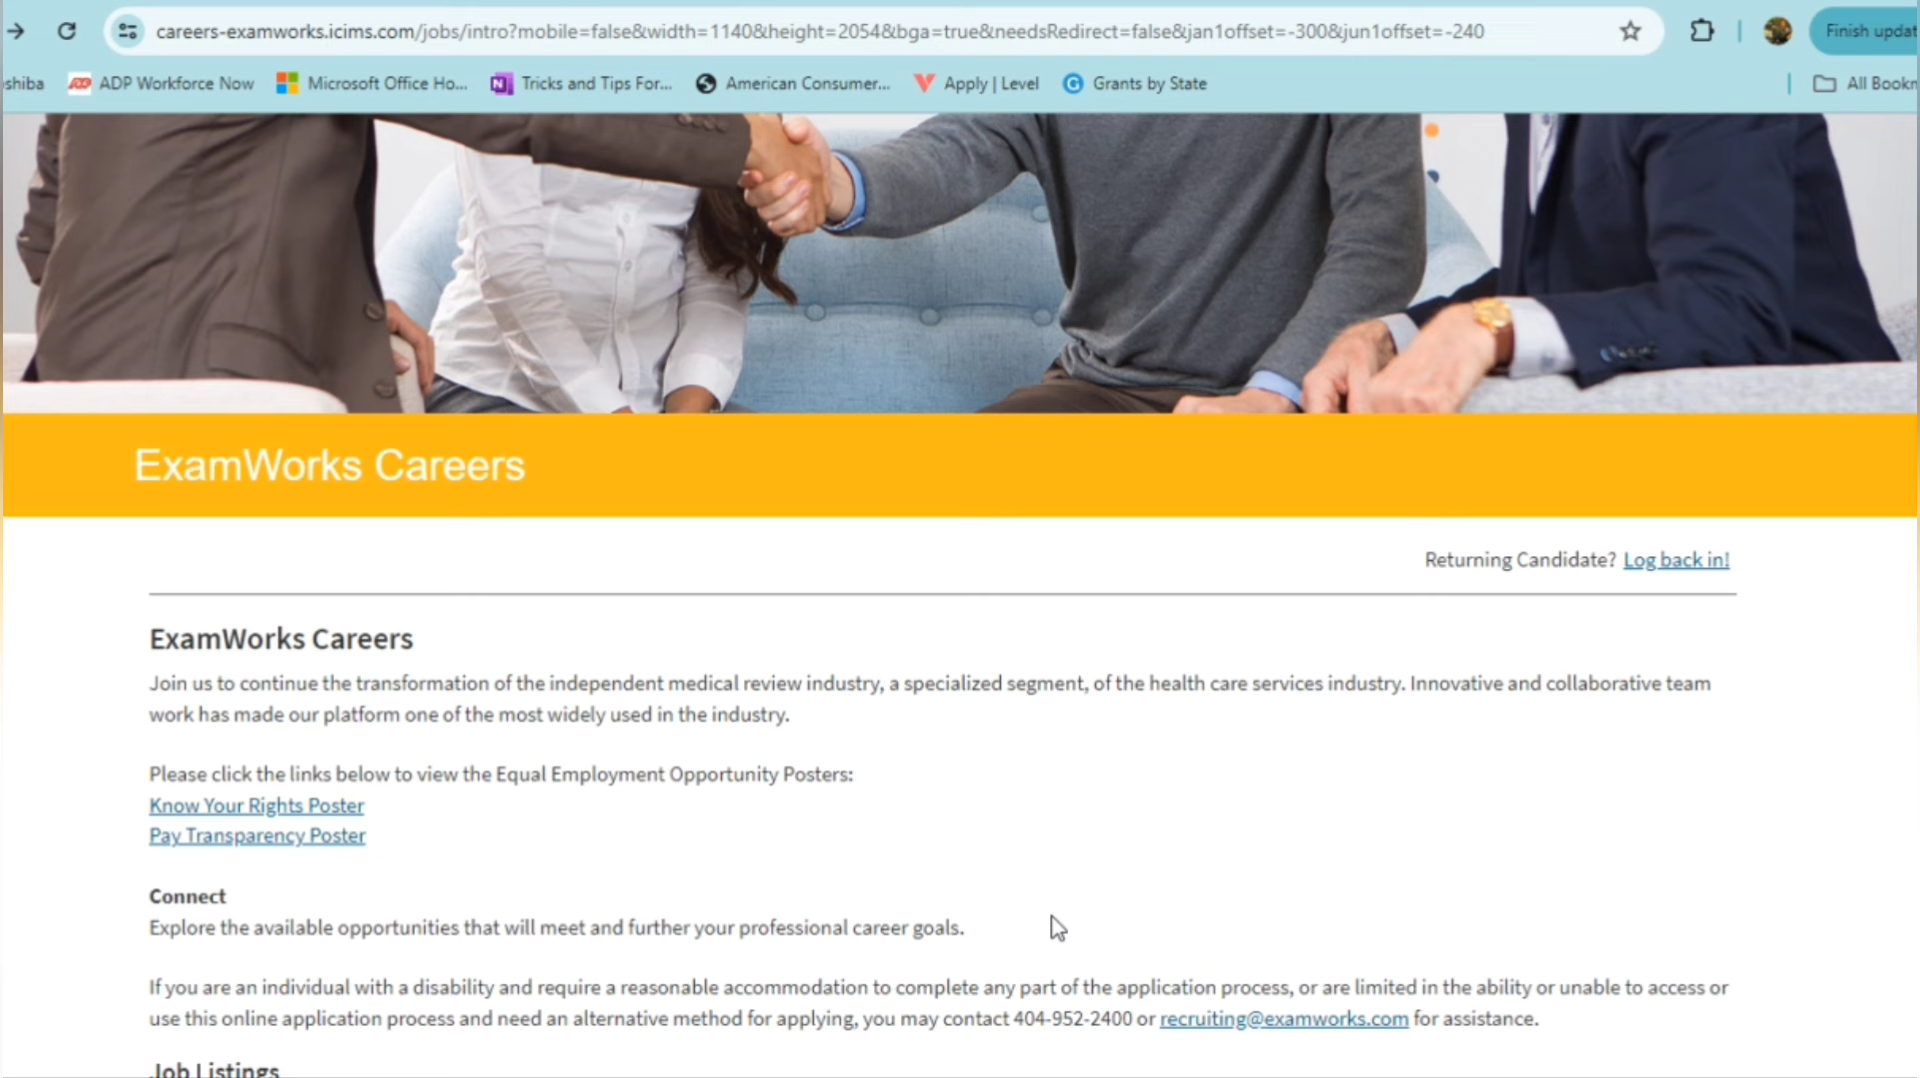 careers-examworks.icims.com/jobs/intro?mobile=false&width=1140&height=2054&bga=true&needsRedirect=false&jan1offset=-300&jun1offset=-240
Finish updat
shiba ADP Workforce Now Microsoft Office Ho... Tricks and Tips For... American Consumer... Apply | Level Grants by State All Bookn
ExamWorks Careers
Returning Candidate? Log back in!
ExamWorks Careers
Join us to continue the transformation of the independent medical review industry, a specialized segment, of the health care services industry. Innovative and collaborative team
work has made our platform one of the most widely used in the industry.
Please click the links below to view the Equal Employment Opportunity Posters:
Know Your Rights Poster
Pay Transparency Poster
Connect
Explore the available opportunities that will meet and further your professional career goals.
If you are an individual with a disability and require a reasonable accommodation to complete any part of the application process, or are limited in the ability or unable to access or
use this online application process and need an alternative method for applying, you may contact 404-952-2400 or recruiting@examworks.com for assistance.
Job Listings